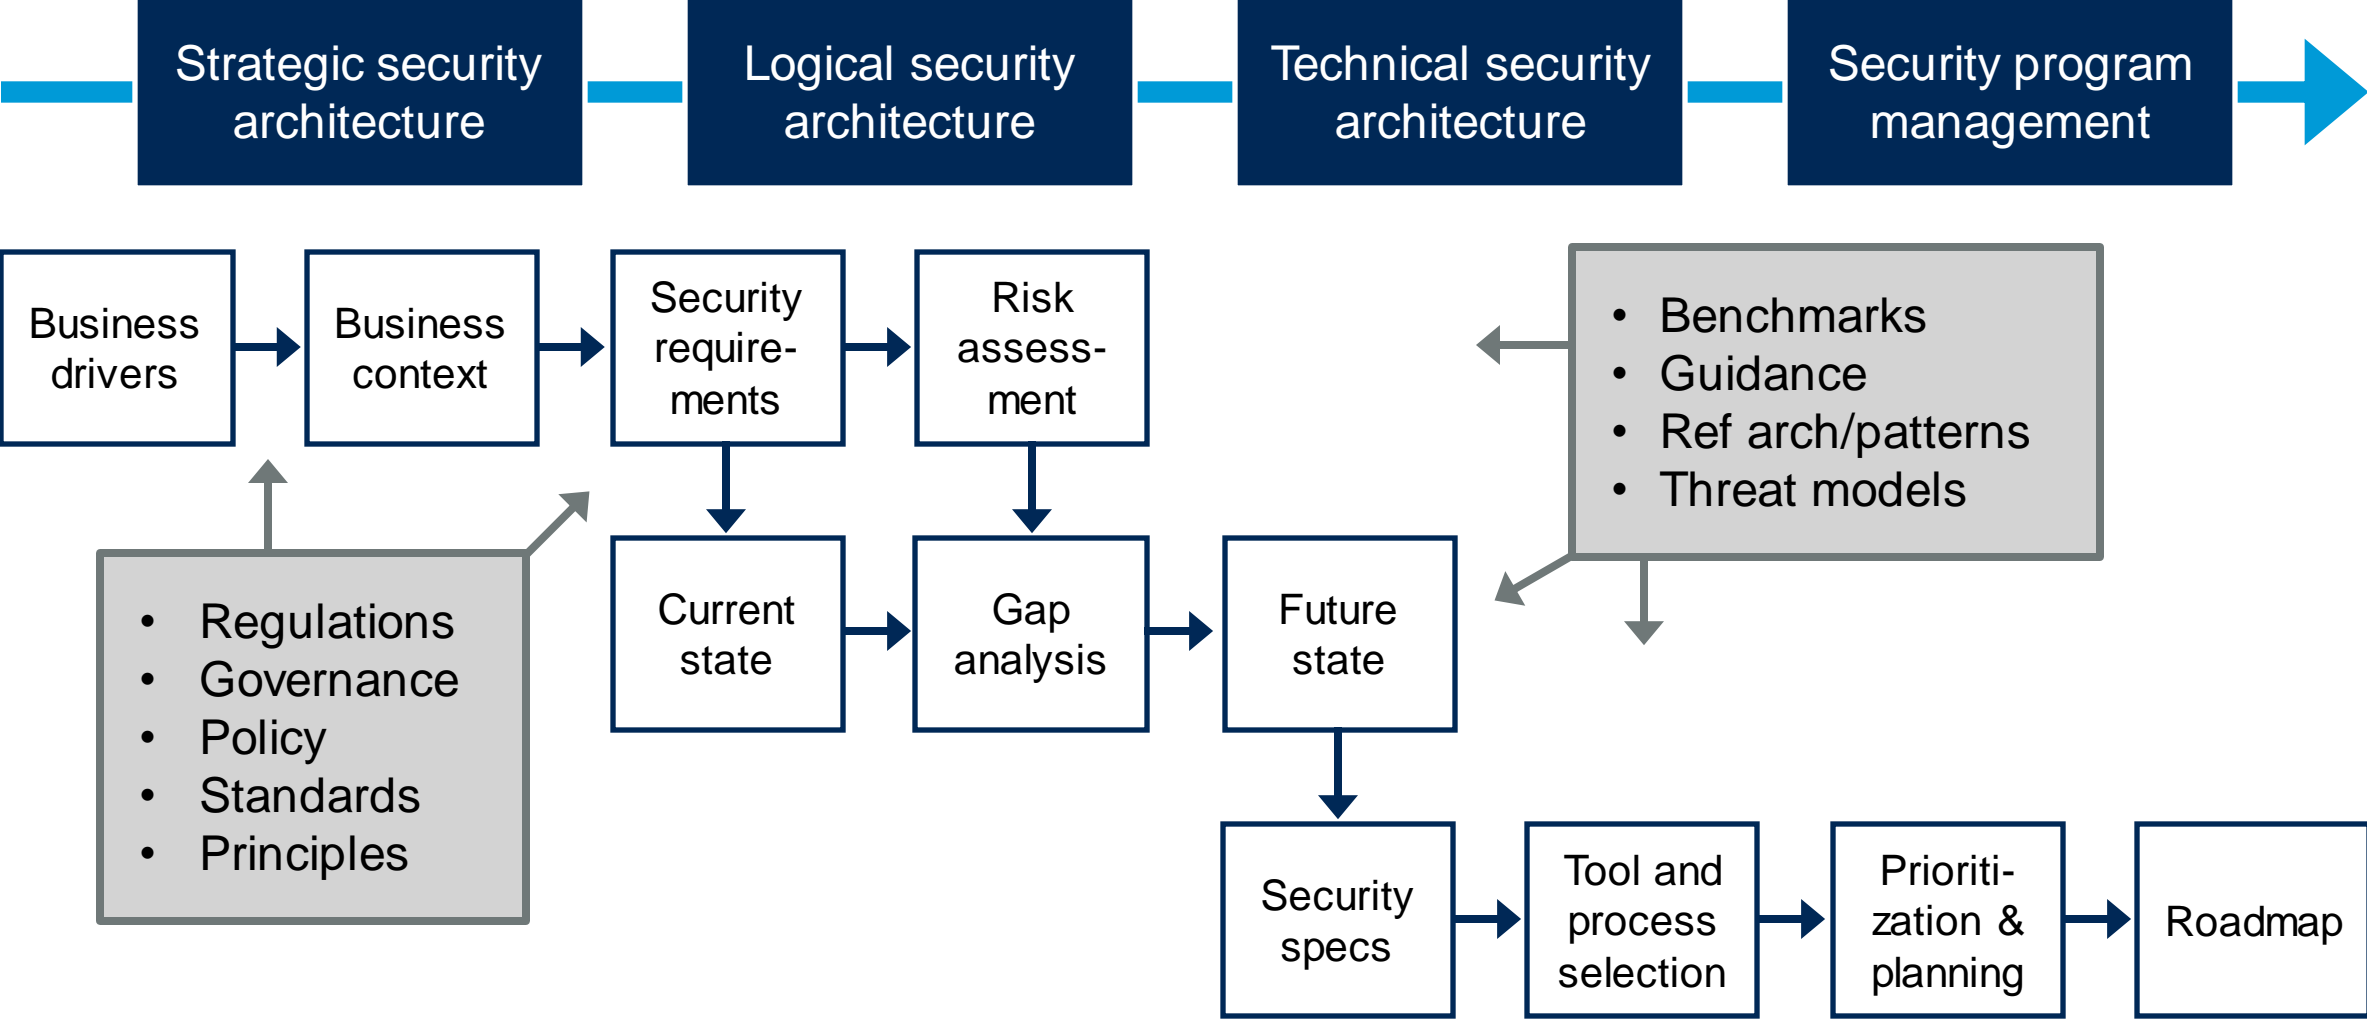 Strategic security
architecture
Logical security
architecture
Technical security
architecture
Security program
management
Business
drivers
Business
context
Security
require-
ments
Risk
assess-
ment
• Benchmarks
• Guidance
• Ref arch/patterns
• Threat models
• Regulations
• Governance
• Policy
• Standards
• Principles
Current
state
Gap
analysis
Future
state
Security
specs
Tool and
process
selection
Prioriti-
zation &
planning
Roadmap